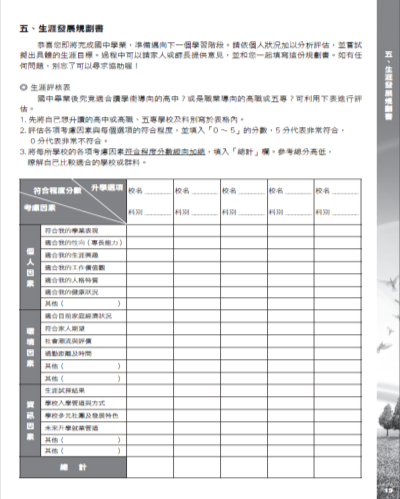 五、生涯發展規劃書
恭喜您即將完成國中學業，準備邁向下一個學習階段。請依個人狀況加以分析評估，並嘗試
擬出具體的生涯目標。過程中可以請家人或師長提供意見，並和您一起填寫這份規劃書。如有任
何問題，別忘了可以尋求協助喔！
◎ 生涯評核表
國中畢業後究竟適合讀學術導向的高中？或是職業導向的高職或五專？可利用下表進行評
估。
1. 先將自己想升讀的高中或高職、五專學校及科別寫於表格內。
2. 評估各項考慮因素與每個選項的符合程度，並填入「0～5」的分數，5 分代表非常符合，
0 分代表非常不符合。
3. 將每所學校的各項考慮因素符合程度分數縱向加總，填入「總計」欄。參考總分高低，
瞭解自己比較適合的學校或群科。
符合程度分數 升學選項 校名 校名 校名 校名 校名
考慮因素 科別 科別 科別 科別 科別
個人因素
符合我的學業表現
適合我的性向（專長能力）
適合我的生涯興趣
適合我的工作價值觀
適合我的人格特質
適合我的健康狀況
其他（ ）
環境因素
適合目前家庭經濟狀況
符合家人期望
社會潮流與評價
通勤距離及時間
其他（ ）
其他（ ）
資訊因素
生涯試探結果
學校入學管道與方式
學校多元社團及發展特色
未來升學就業管道
其他（ ）
其他（ ）
總 計
五、生涯發展規劃書
19